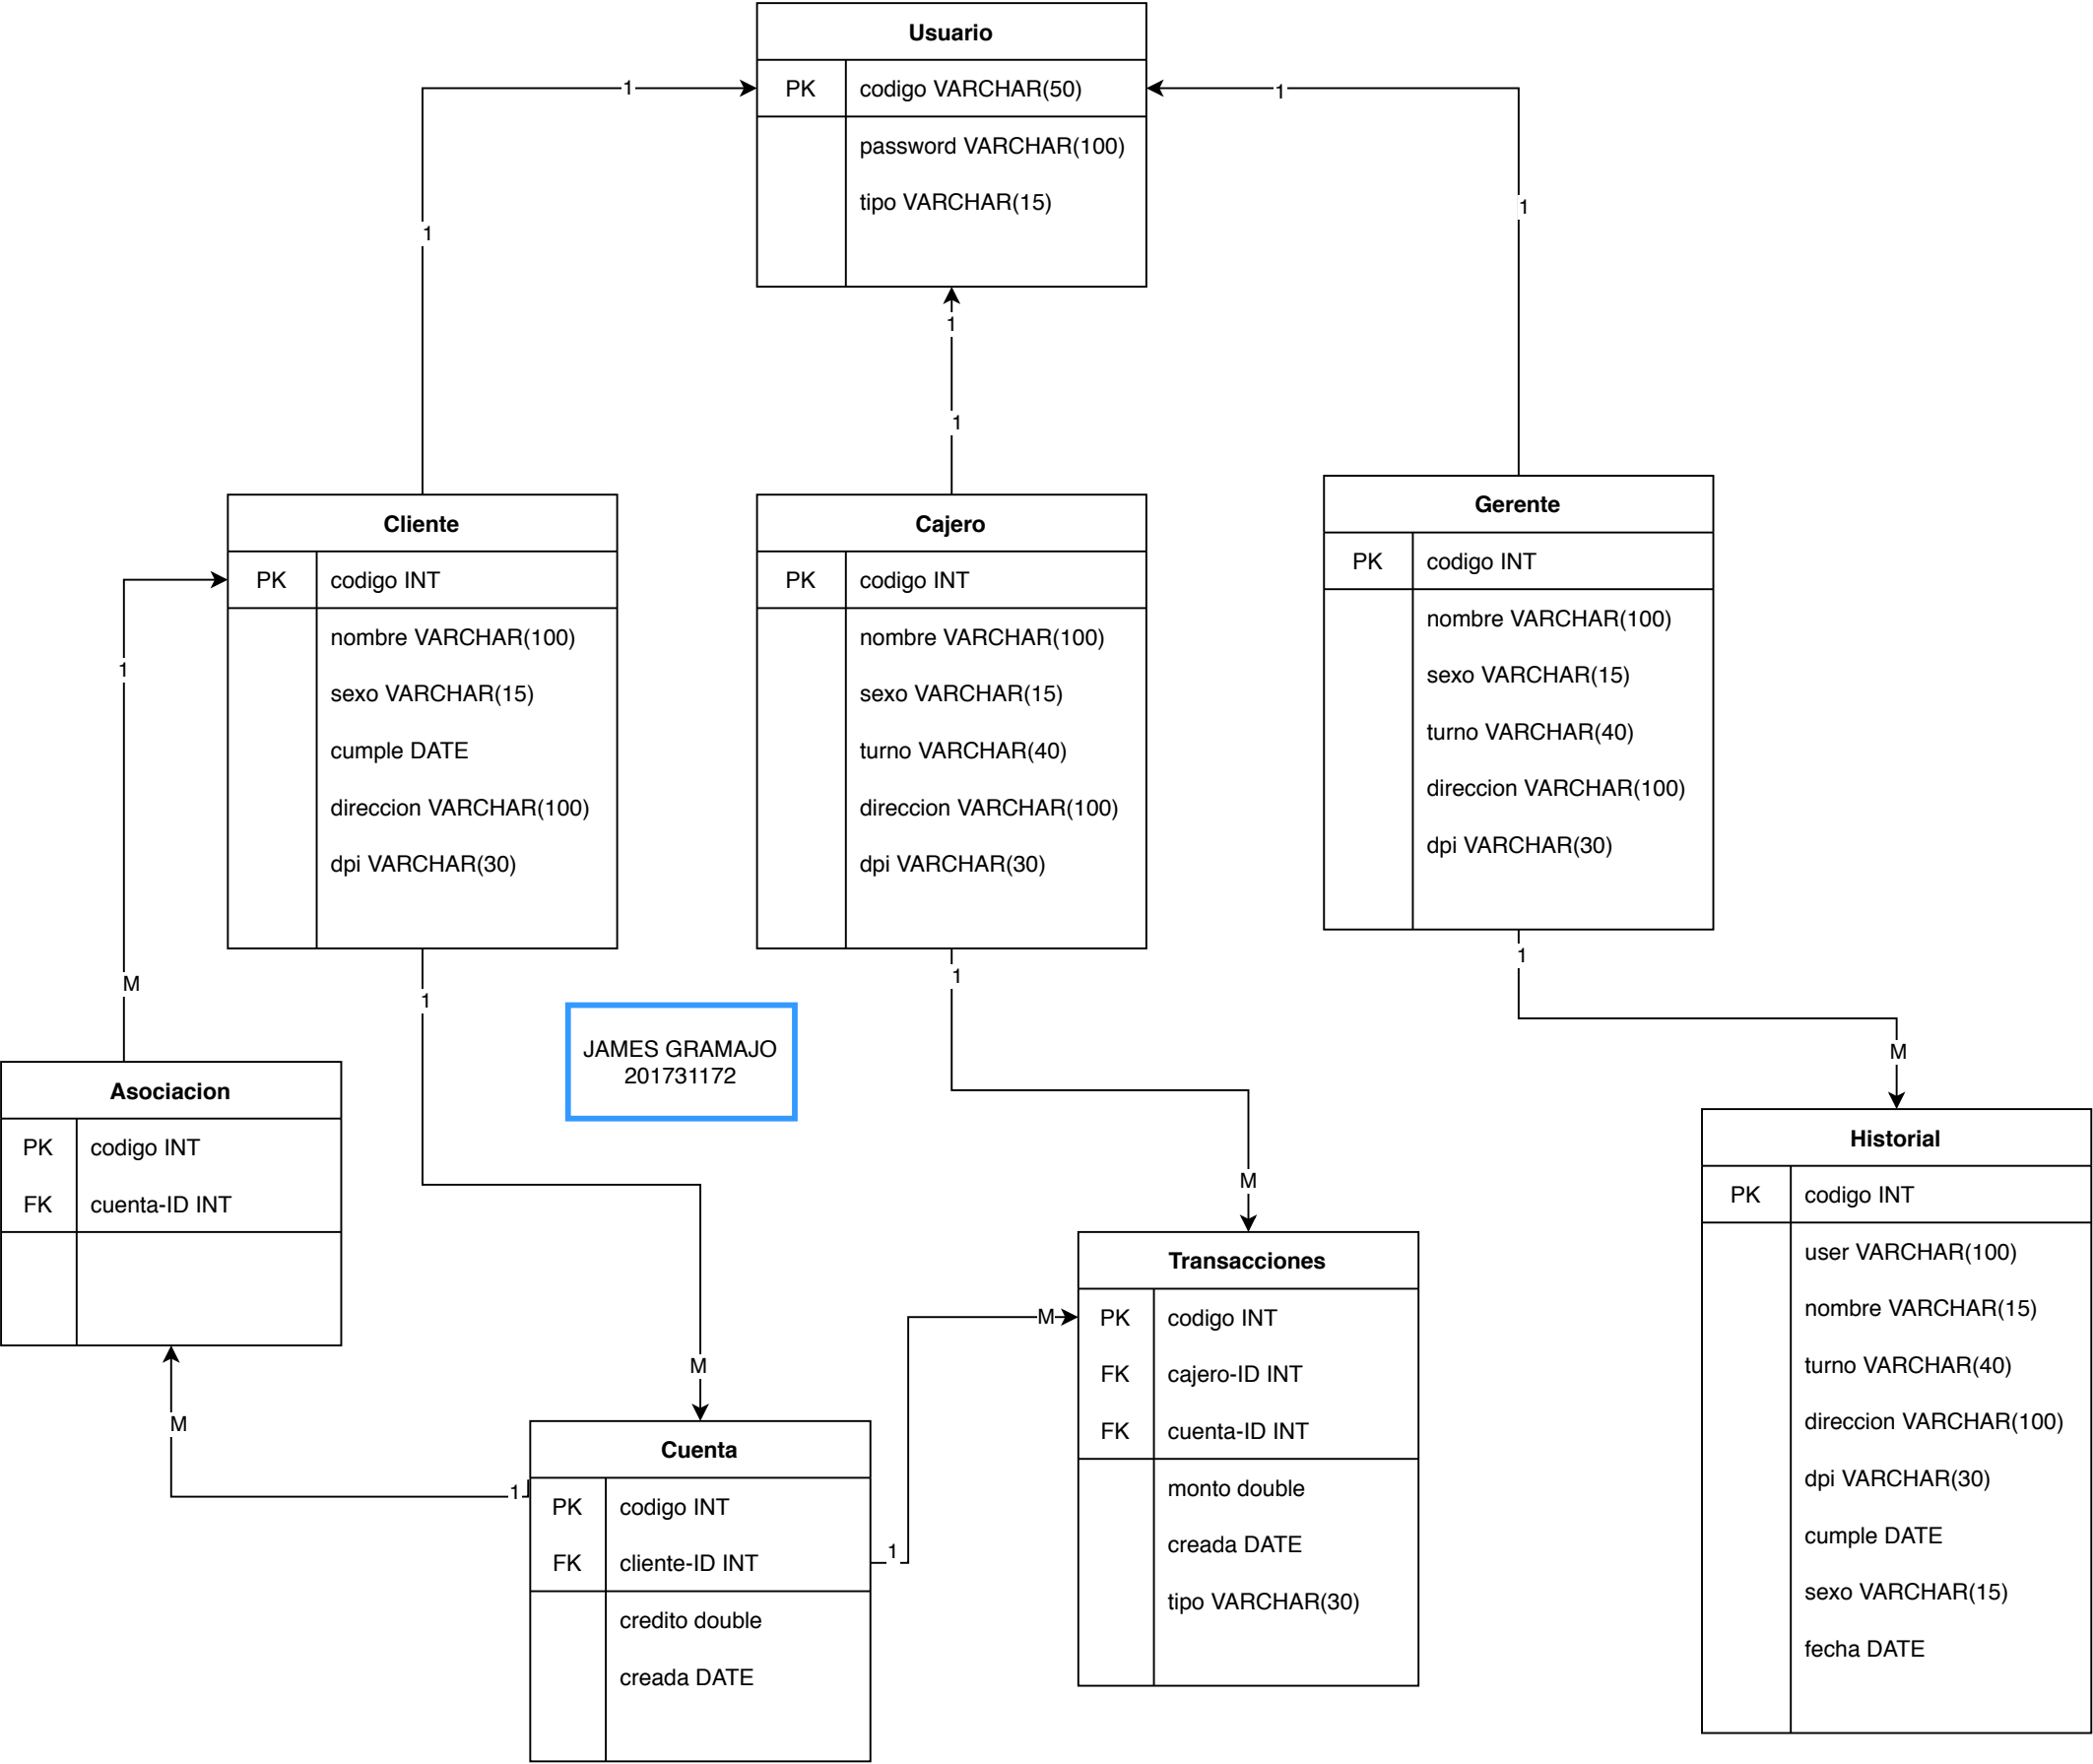 Usuario
PK codigo VARCHAR(50)
password VARCHAR(100)
tipo VARCHAR(15)
1
1
1
1
1
1
Cliente
PK codigo INT
nombre VARCHAR(100)
sexo VARCHAR(15)
cumple DATE
direccion VARCHAR(100)
dpi VARCHAR(30)
Cajero
PK codigo INT
nombre VARCHAR(100)
sexo VARCHAR(15)
turno VARCHAR(40)
direccion VARCHAR(100)
dpi VARCHAR(30)
Gerente
PK codigo INT
nombre VARCHAR(100)
sexo VARCHAR(15)
turno VARCHAR(40)
direccion VARCHAR(100)
dpi VARCHAR(30)
1
M
1
1
1
JAMES GRAMAJO
201731172
M
M
M
M
1
M
1
Asociacion
PK codigo INT
FK cuenta-ID INT
Cuenta
PK codigo INT
FK cliente-ID INT
credito double
creada DATE
Transacciones
PK codigo INT
FK cajero-ID INT
FK cuenta-ID INT
monto double
creada DATE
tipo VARCHAR(30)
Historial
PK codigo INT
user VARCHAR(100)
nombre VARCHAR(15)
turno VARCHAR(40)
direccion VARCHAR(100)
dpi VARCHAR(30)
cumple DATE
sexo VARCHAR(15)
fecha DATE